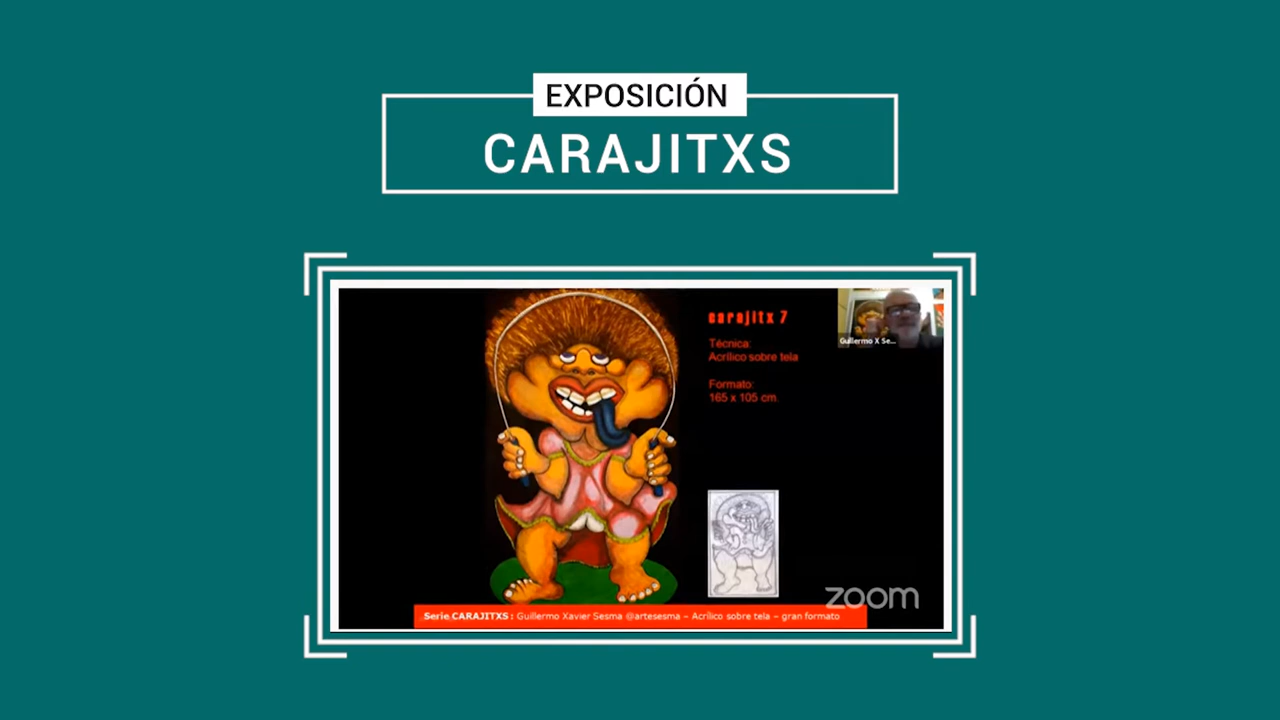 EXPOSICIÓN
CARAJITXS
carajitx 7
Técnica:
Acrílico sobre tela
Formato:
165 x 105 cm.
Guillermo X Se...
zoom
Serie CARAJITXS: Guillermo Xavier Sesma @artesesma – Acrílico sobre tela – gran formato